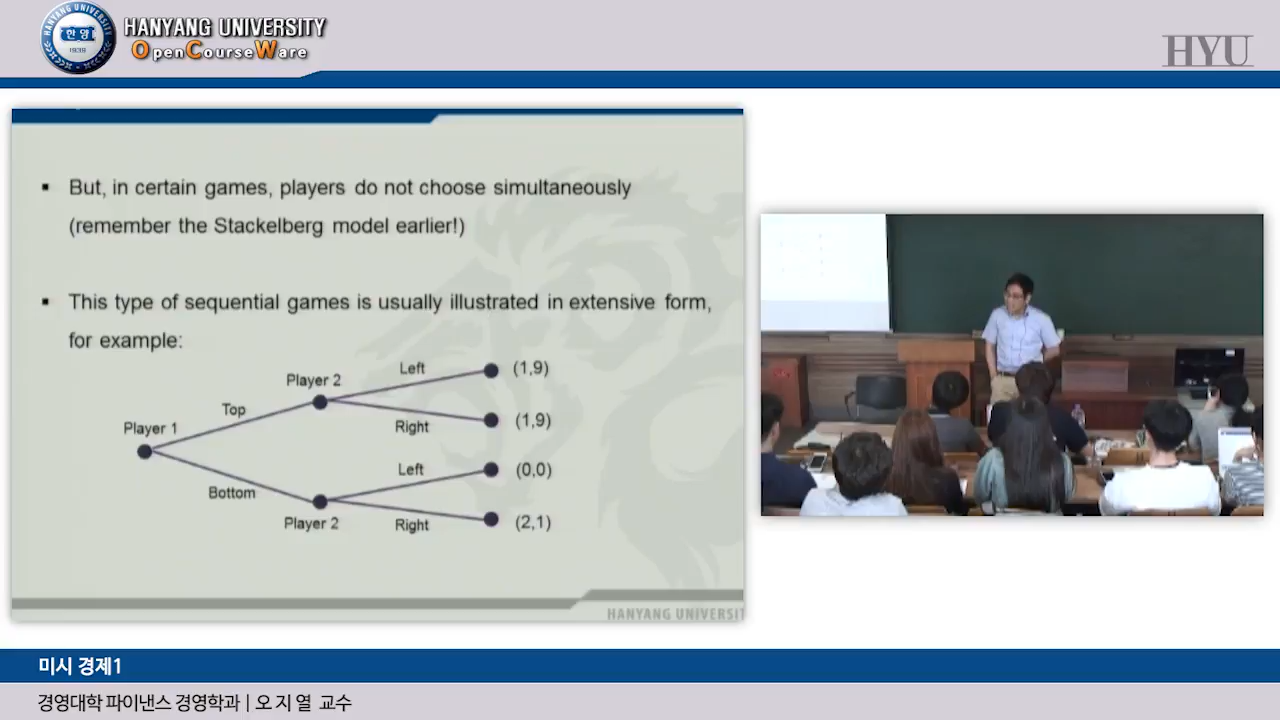 HANYANG UNIVERSITY
OpenCourseWare
한양
1939
HYU
▪ But, in certain games, players do not choose simultaneously
(remember the Stackelberg model earlier!)
▪ This type of sequential games is usually illustrated in extensive form,
for example:
Left
(1,9)
Player 2
Top
Right
(1,9)
Player 1
Left
(0,0)
Bottom
Player 2
Right
(2,1)
HANYANG UNIVERSIT
미시 경제1
경영대학 파이낸스 경영학과 | 오 지 열 교수